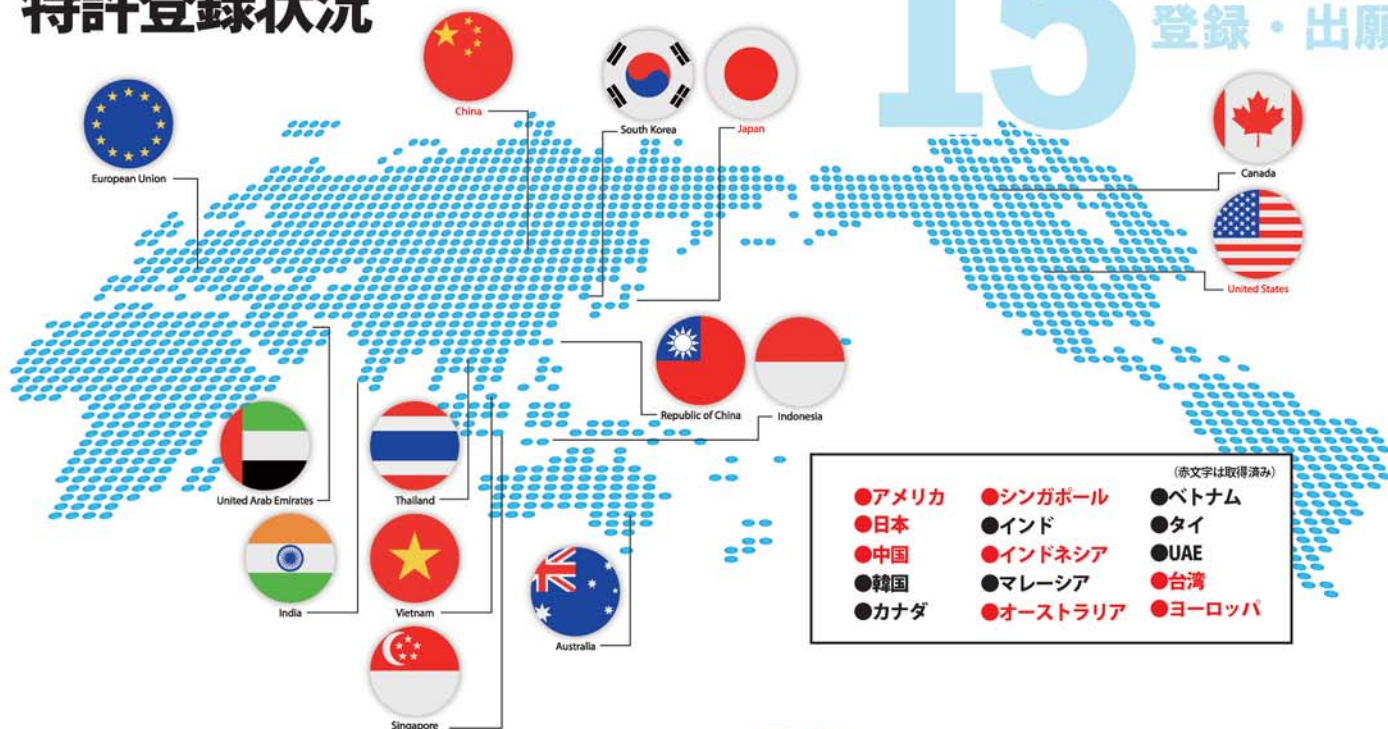 特許登録状況
15
登録・出願
China
South Korea
Japan
European Union
Canada
United States
Republic of China
Indonesia
United Arab Emirates
Thailand
India
Vietnam
Australia
Singapore
(赤文字は取得済み)
●アメリカ ●シンガポール ●ベトナム
●日本 ●インド ●タイ
●中国 ●インドネシア ●UAE
●韓国 ●マレーシア ●台湾
●カナダ ●オーストラリア ●ヨーロッパ